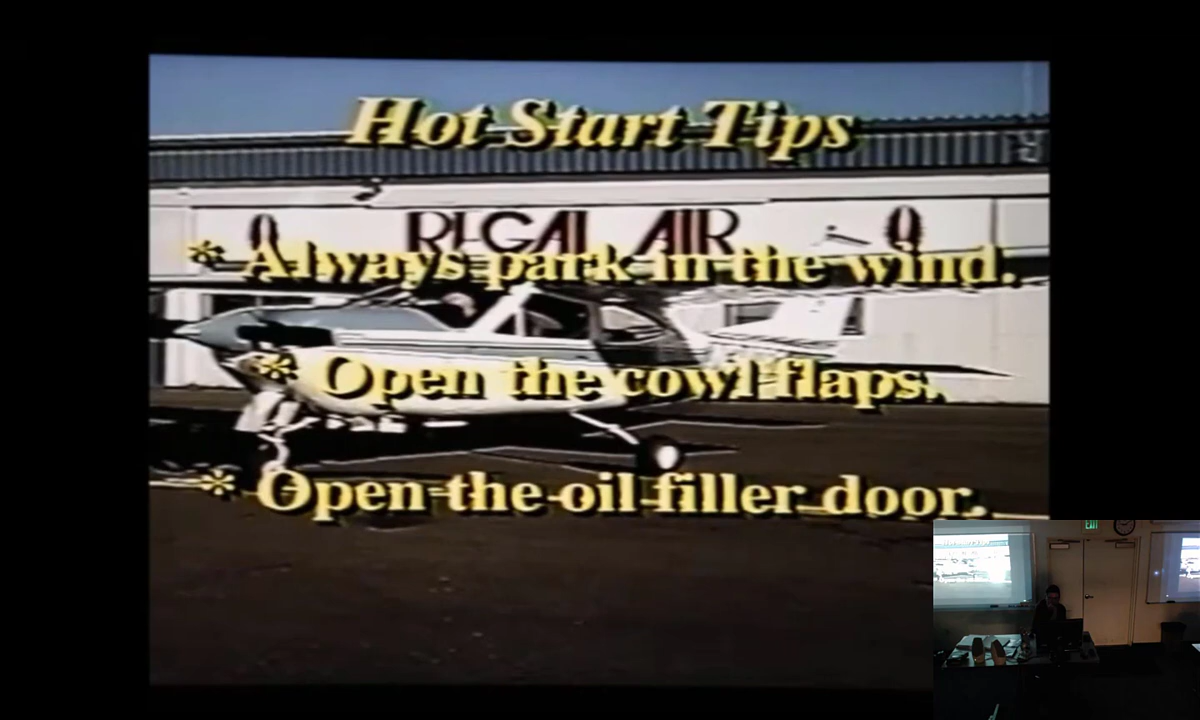 Hot Start Tips
REGAL AIR
* Always park in the wind.
* Open the cowl flaps.
* Open the oil filler door.
EXIT